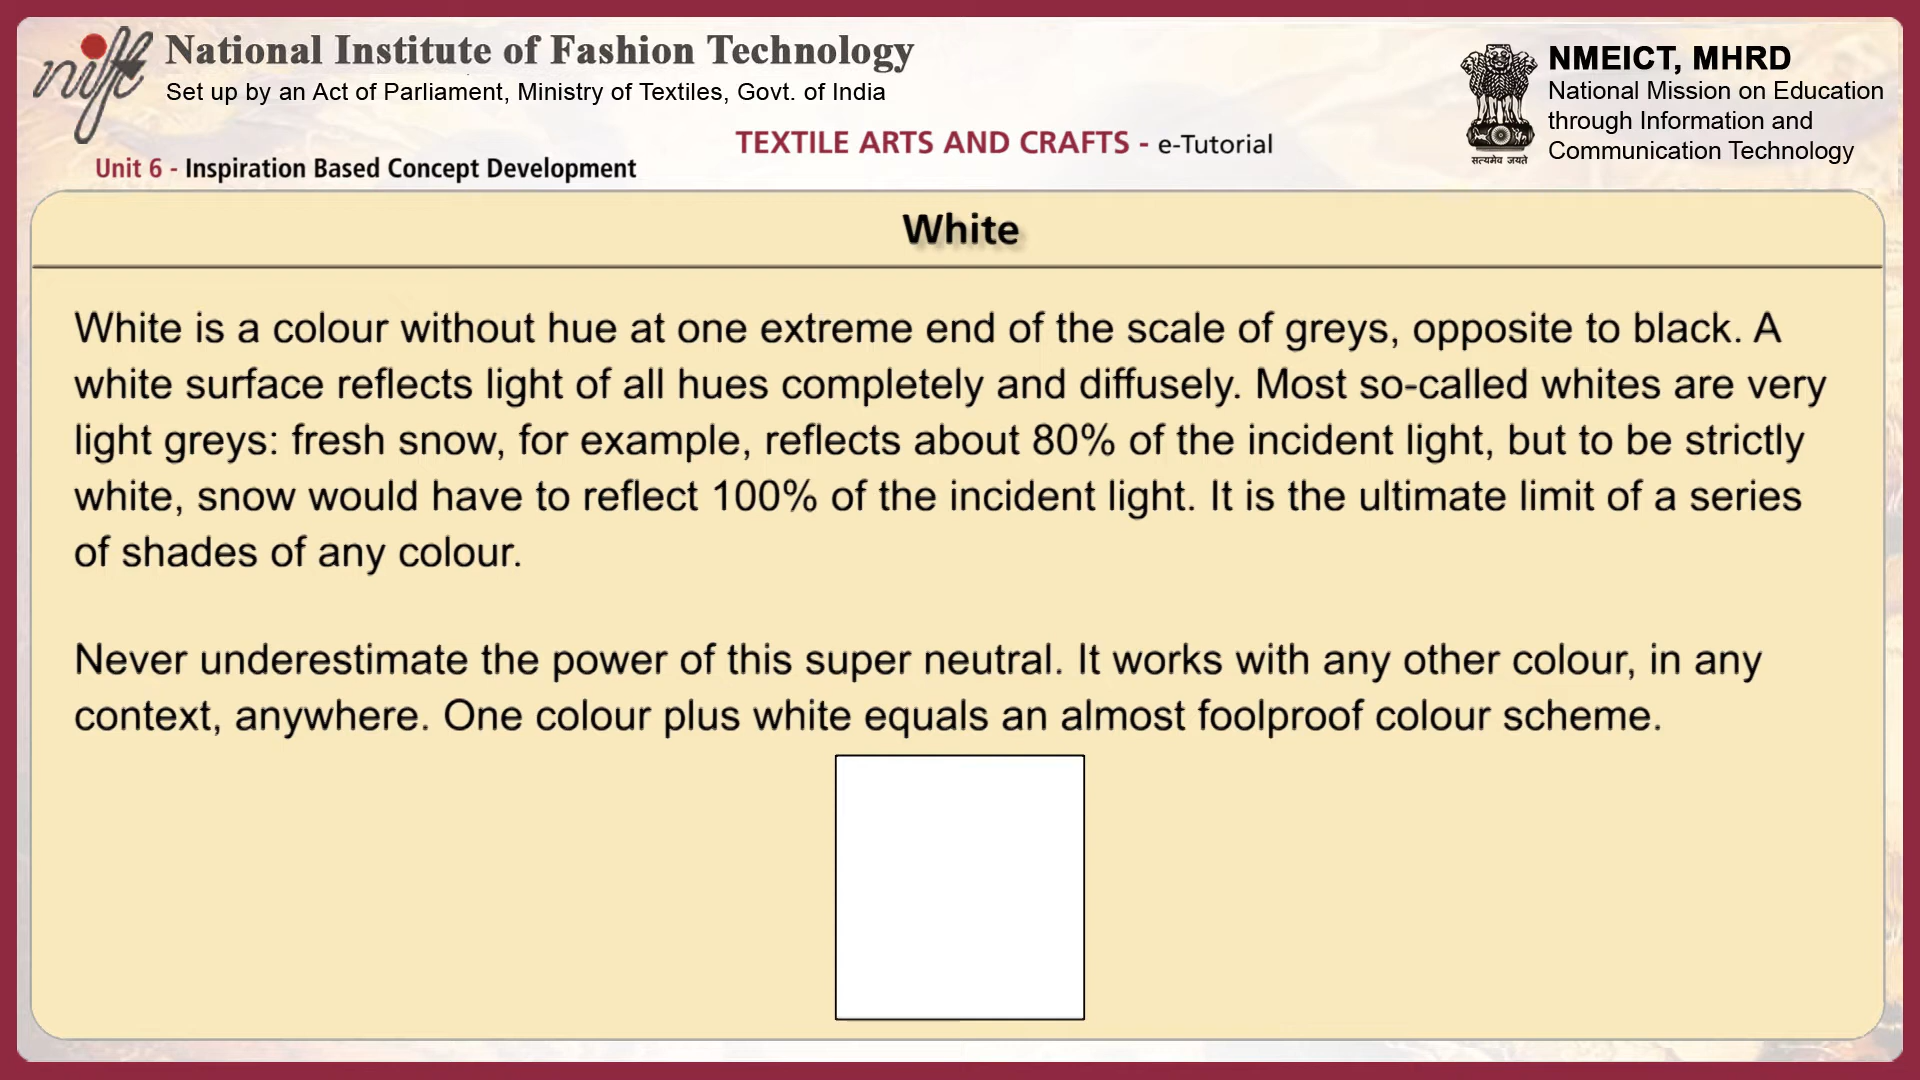 nift
National Institute of Fashion Technology
Set up by an Act of Parliament, Ministry of Textiles, Govt. of India
NMEICT, MHRD
National Mission on Education
through Information and
Communication Technology
सत्यमेव जयते
TEXTILE ARTS AND CRAFTS - e-Tutorial
Unit 6 - Inspiration Based Concept Development
White
White is a colour without hue at one extreme end of the scale of greys, opposite to black. A
white surface reflects light of all hues completely and diffusely. Most so-called whites are very
light greys: fresh snow, for example, reflects about 80% of the incident light, but to be strictly
white, snow would have to reflect 100% of the incident light. It is the ultimate limit of a series
of shades of any colour.
Never underestimate the power of this super neutral. It works with any other colour, in any
context, anywhere. One colour plus white equals an almost foolproof colour scheme.